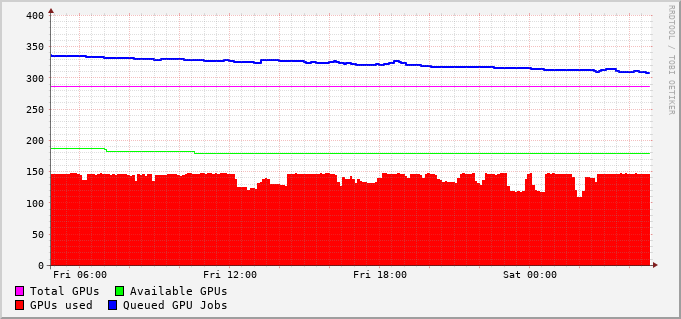 400
350
300
250
200
150
100
50
0
Fri 06:00 Fri 12:00 Fri 18:00 Sat 00:00
Total GPUs Available GPUs
GPUs used Queued GPU Jobs
RRDTOOL / TOBI OETIKER